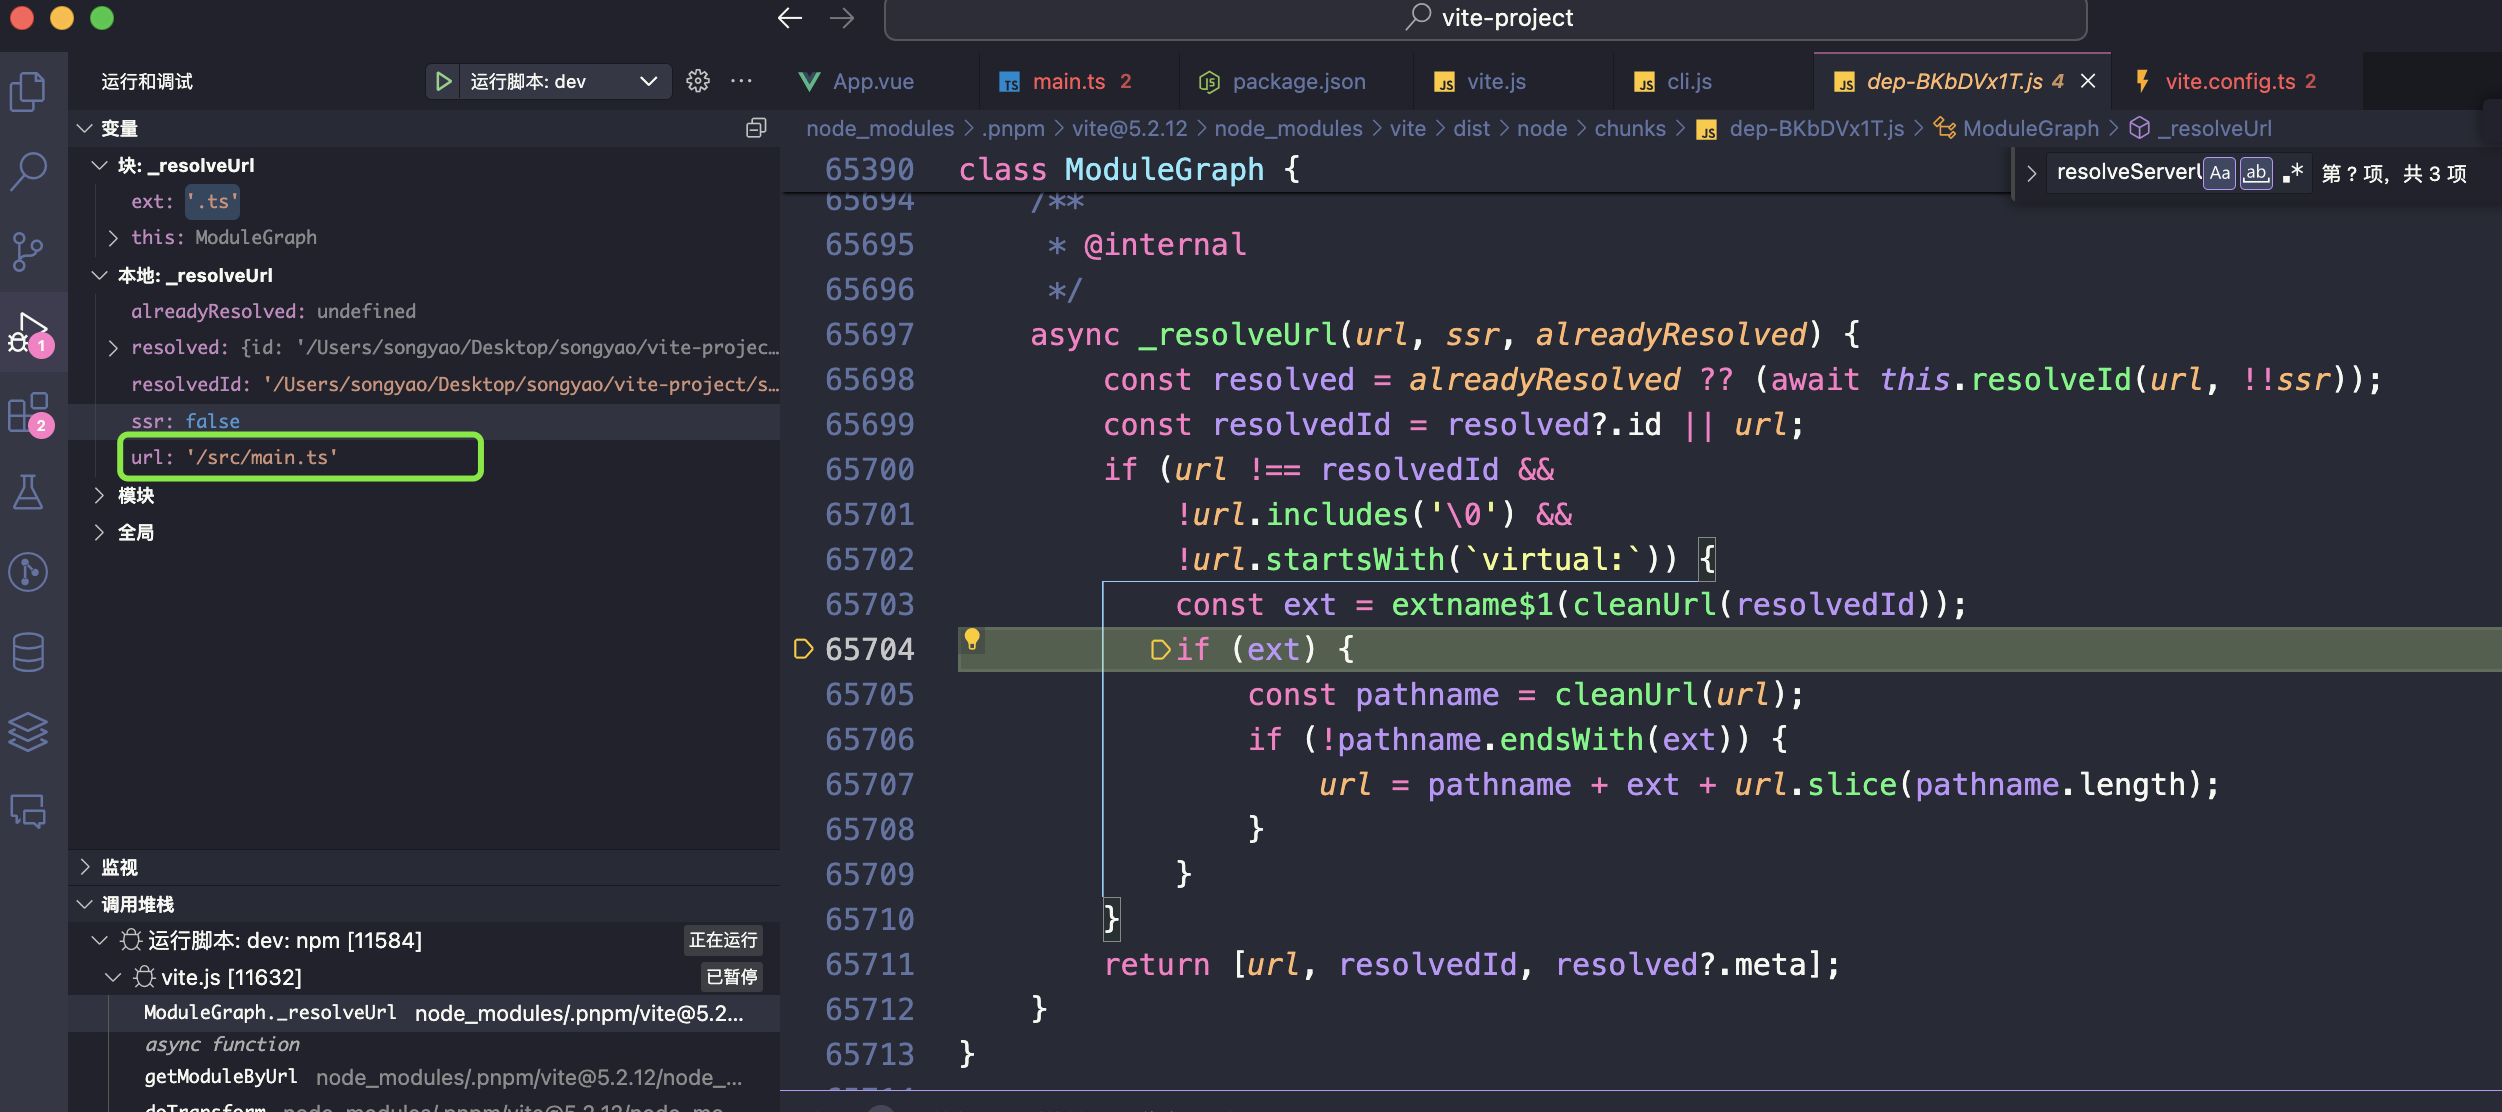 vite-project
运行和调试
运行脚本: dev
App.vue
main.ts 2
package.json
vite.js
cli.js
dep-BKbDVx1T.js 4
vite.config.ts 2
变量
块: _resolveUrl
ext: '.ts'
this: ModuleGraph
本地: _resolveUrl
alreadyResolved: undefined
resolved: {id: '/Users/songyao/Desktop/songyao/vite-projec…
resolvedId: '/Users/songyao/Desktop/songyao/vite-project/s…
ssr: false
url: '/src/main.ts'
模块
全局
监视
调用堆栈
运行脚本: dev: npm [11584] 正在运行
vite.js [11632] 已暂停
ModuleGraph._resolveUrl node_modules/.pnpm/vite@5.2…
async function
getModuleByUrl node_modules/.pnpm/vite@5.2.12/node_…
doTransform node_modules/.pnpm/vite@5.2.12/node_mo…
1
2
node_modules > .pnpm > vite@5.2.12 > node_modules > vite > dist > node > chunks > dep-BKbDVx1T.js > ModuleGraph > _resolveUrl
resolveServerU Aa ab .* 第 ? 项, 共 3 项
65390 class ModuleGraph {
65694 /**
65695 * @internal
65696 */
65697 async _resolveUrl(url, ssr, alreadyResolved) {
65698 const resolved = alreadyResolved ?? (await this.resolveId(url, !!ssr));
65699 const resolvedId = resolved?.id || url;
65700 if (url !== resolvedId &&
65701 !url.includes('\0') &&
65702 !url.startsWith(`virtual:`)) {
65703 const ext = extname$1(cleanUrl(resolvedId));
65704 if (ext) {
65705 const pathname = cleanUrl(url);
65706 if (!pathname.endsWith(ext)) {
65707 url = pathname + ext + url.slice(pathname.length);
65708 }
65709 }
65710 }
65711 return [url, resolvedId, resolved?.meta];
65712 }
65713 }
65714